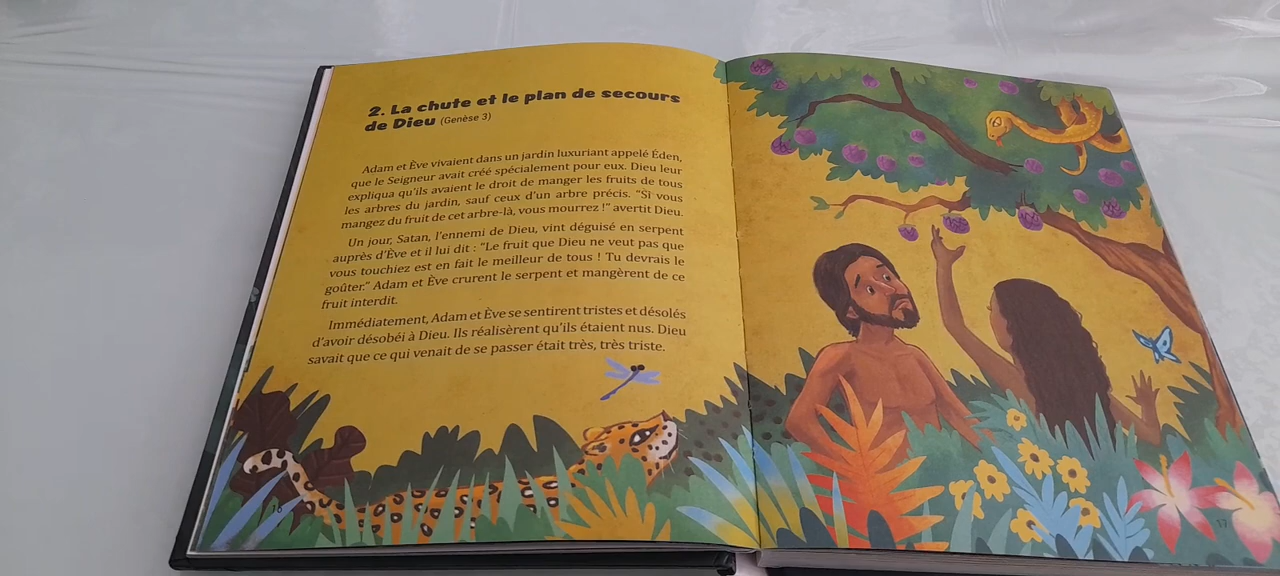 2. La chute et le plan de secours
de Dieu (Genèse 3)
Adam et Ève vivaient dans un jardin luxuriant appelé Éden,
que le Seigneur avait créé spécialement pour eux. Dieu leur
expliqua qu'ils avaient le droit de manger les fruits de tous
les arbres du jardin, sauf ceux d'un arbre précis. "Si vous
mangez du fruit de cet arbre-là, vous mourrez !" avertit Dieu.
Un jour, Satan, l'ennemi de Dieu, vint déguisé en serpent
auprès d'Ève et il lui dit : "Le fruit que Dieu ne veut pas que
vous touchiez est en fait le meilleur de tous ! Tu devrais le
goûter." Adam et Ève crurent le serpent et mangèrent de ce
fruit interdit.
Immédiatement, Adam et Ève se sentirent tristes et désolés
d'avoir désobéi à Dieu. Ils réalisèrent qu'ils étaient nus. Dieu
savait que ce qui venait de se passer était très, très triste.
16
17